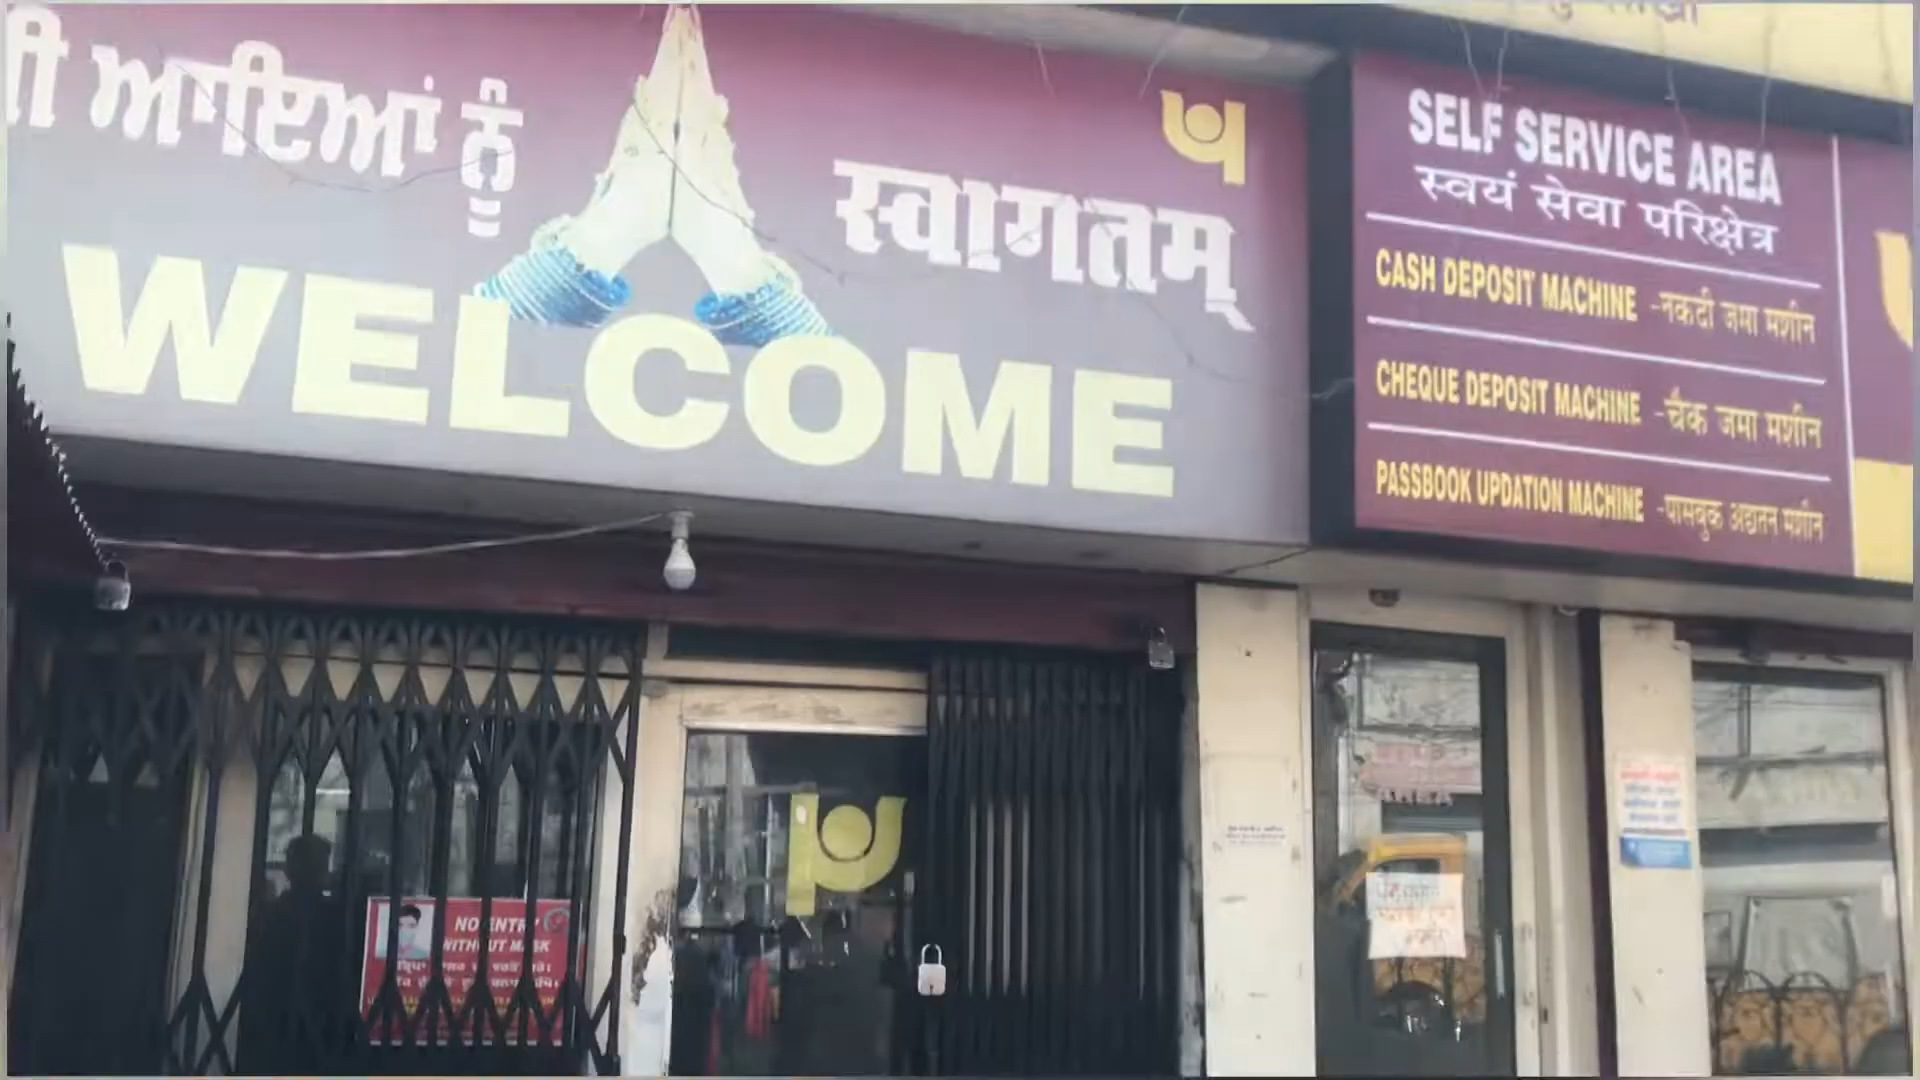 ਆਇਆਂ ਨੂੰ
स्वागतम्
WELCOME
SELF SERVICE AREA
स्वयं सेवा परिक्षेत्र
CASH DEPOSIT MACHINE -नकदी जमा मशीन
CHEQUE DEPOSIT MACHINE -चैक जमा मशीन
PASSBOOK UPDATION MACHINE -पासबुक अद्यतन मशीन
NO ENTRY
WITHOUT MASK